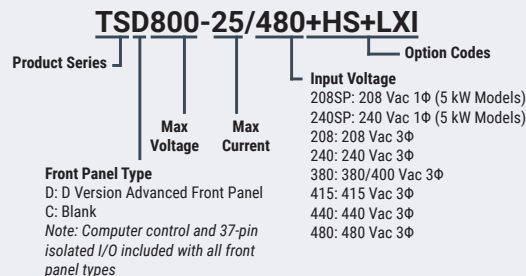 TSD800-25/480+HS+LXI
Product Series
Option Codes
Max
Voltage
Max
Current
Input Voltage
208SP: 208 Vac 1Φ (5 kW Models)
240SP: 240 Vac 1Φ (5 kW Models)
208: 208 Vac 3Φ
240: 240 Vac 3Φ
380: 380/400 Vac 3Φ
415: 415 Vac 3Φ
440: 440 Vac 3Φ
480: 480 Vac 3Φ
Front Panel Type
D: D Version Advanced Front Panel
C: Blank
Note: Computer control and 37-pin
isolated I/O included with all front
panel types